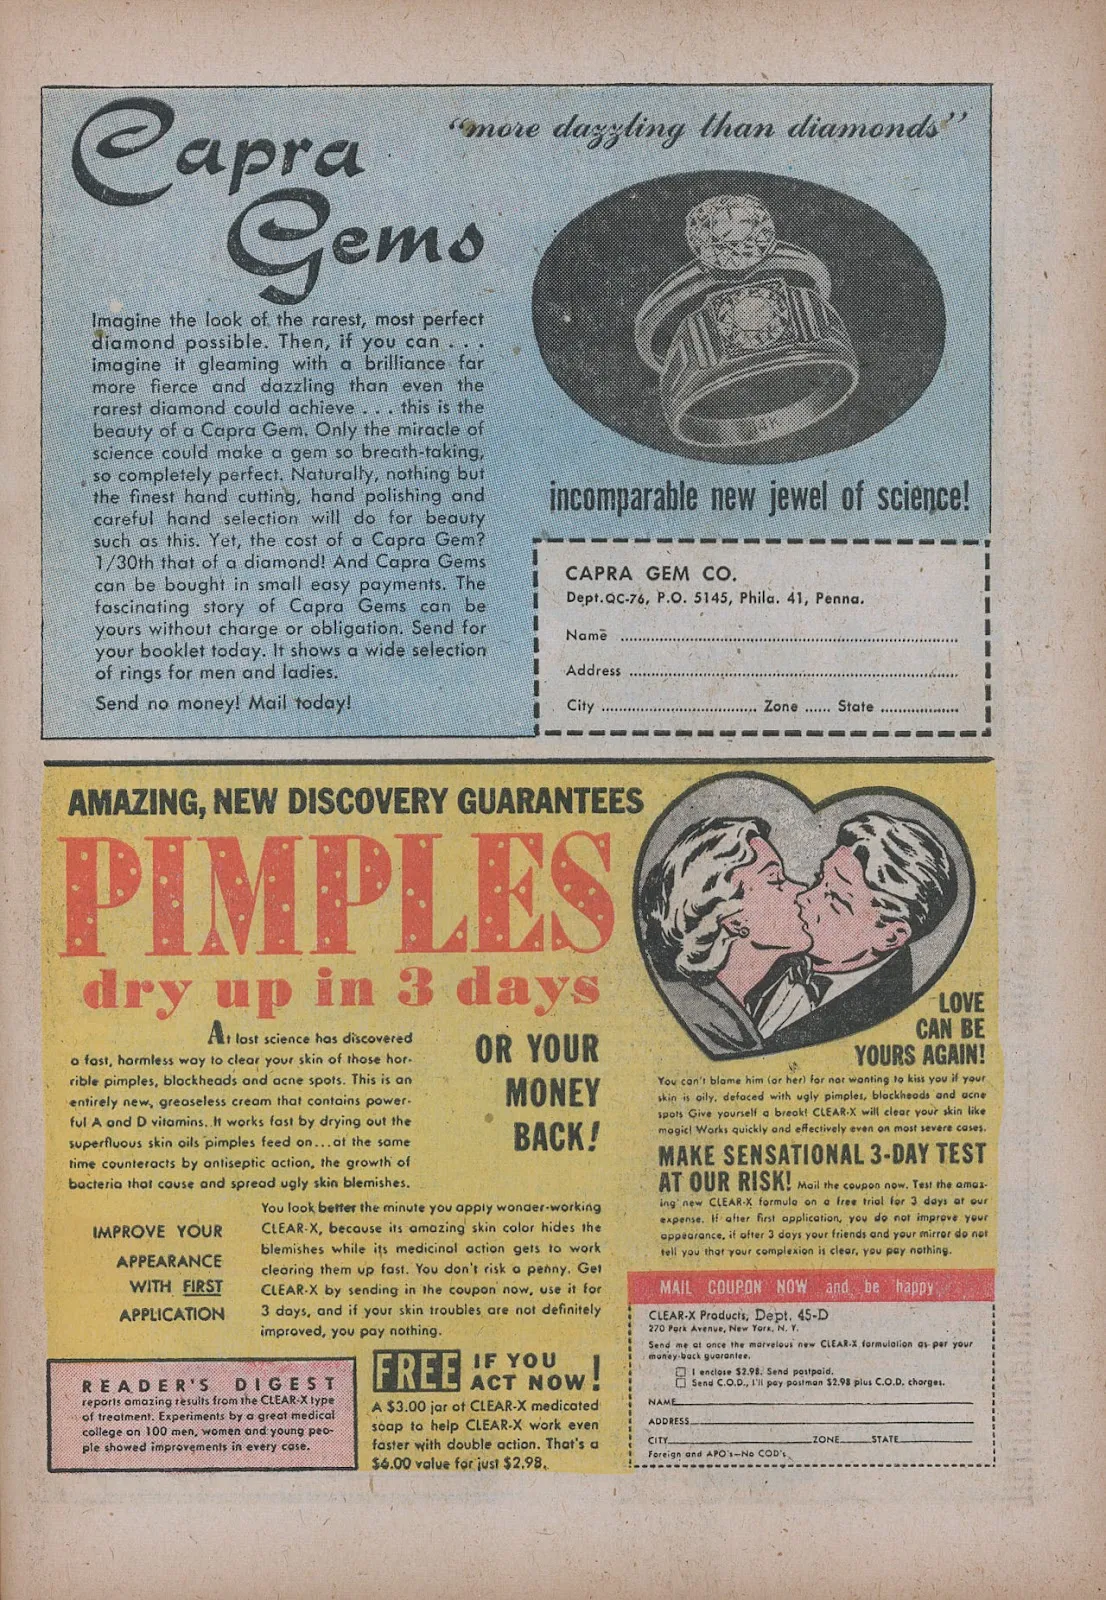 Capra
Gems
"more dazzling than diamonds"
Imagine the look of the rarest, most perfect
diamond possible. Then, if you can . . .
imagine it gleaming with a brilliance far
more fierce and dazzling than even the
rarest diamond could achieve . . . this is the
beauty of a Capra Gem. Only the miracle of
science could make a gem so breath-taking,
so completely perfect. Naturally, nothing but
the finest hand cutting, hand polishing and
careful hand selection will do for beauty
such as this. Yet, the cost of a Capra Gem?
1/30th that of a diamond! And Capra Gems
can be bought in small easy payments. The
fascinating story of Capra Gems can be
yours without charge or obligation. Send for
your booklet today. It shows a wide selection
of rings for men and ladies.
Send no money! Mail today!
14K
incomparable new jewel of science!
CAPRA GEM CO.
Dept.QC-76, P.O. 5145, Phila. 41, Penna.
Name
Address
City Zone State
AMAZING, NEW DISCOVERY GUARANTEES
PIMPLES
dry up in 3 days
OR YOUR
MONEY
BACK!
At last science has discovered
a fast, harmless way to clear your skin of those hor-
rible pimples, blackheads and acne spots. This is an
entirely new, greaseless cream that contains power-
ful A and D vitamins. It works fast by drying out the
superfluous skin oils pimples feed on...at the same
time counteracts by antiseptic action, the growth of
bacteria that cause and spread ugly skin blemishes.
IMPROVE YOUR
APPEARANCE
WITH FIRST
APPLICATION
You look better the minute you apply wonder-working
CLEAR-X, because its amazing skin color hides the
blemishes while its medicinal action gets to work
clearing them up fast. You don't risk a penny. Get
CLEAR-X by sending in the coupon now, use it for
3 days, and if your skin troubles are not definitely
improved, you pay nothing.
READER'S DIGEST
reports amazing results from the CLEAR-X type
of treatment. Experiments by a great medical
college on 100 men, women and young peo-
ple showed improvements in every case.
FREE IF YOU
ACT NOW!
A $3.00 jar of CLEAR-X medicated
soap to help CLEAR-X work even
faster with double action. That's a
$6.00 value for just $2.98.
LOVE
CAN BE
YOURS AGAIN!
You can't blame him (or her) for not wanting to kiss you if your
skin is oily, defaced with ugly pimples, blackheads and acne
spots Give yourself a break! CLEAR-X will clear your skin like
magic! Works quickly and effectively even on most severe cases.
MAKE SENSATIONAL 3-DAY TEST
AT OUR RISK! Mail the coupon now. Test the amaz-
ing new CLEAR-X formula on a free trial for 3 days at our
expense. If after first application, you do not improve your
appearance, if after 3 days your friends and your mirror do not
tell you that your complexion is clear, you pay nothing.
MAIL COUPON NOW and be happy
CLEAR-X Products, Dept. 45-D
270 Park Avenue, New York, N. Y.
Send me at once the marvelous new CLEAR-X formulation as per your
money-back guarantee.
I enclose $2.98. Send postpaid.
Send C.O.D., I'll pay postman $2.98 plus C.O.D. charges.
NAME
ADDRESS
CITY ZONE STATE
Foreign and APO's—No COD's